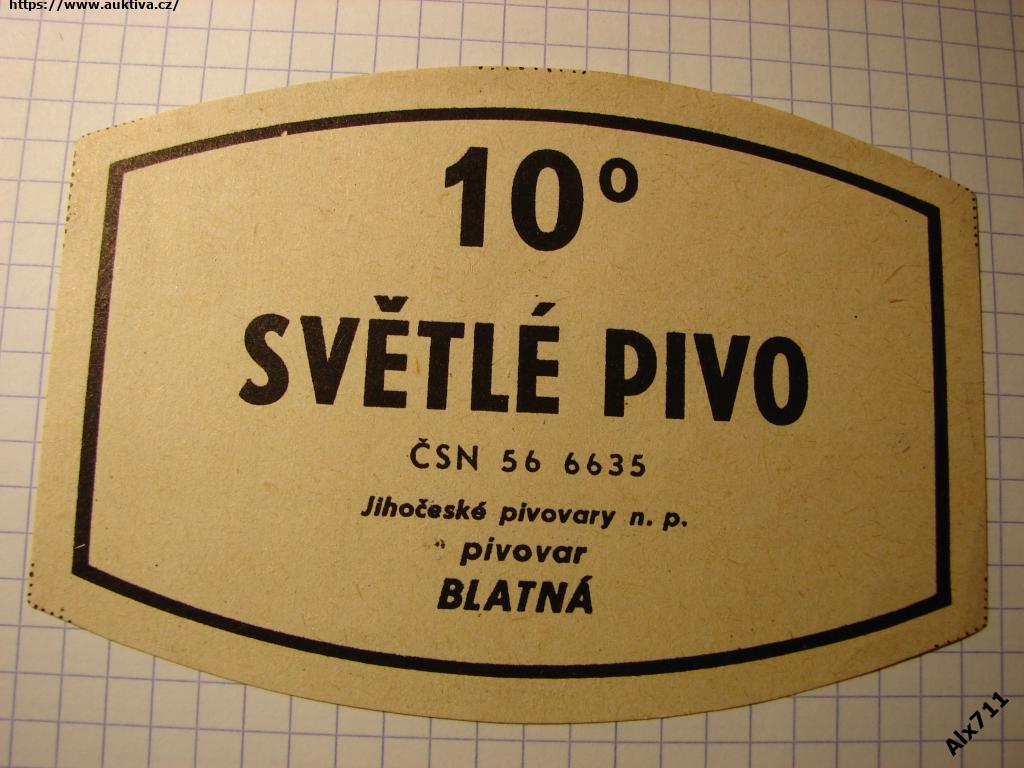 https://www.auktiva.cz/
10°
SVĚTLÉ PIVO
ČSN 56 6635
Jihočeské pivovary n. p.
pivovar
BLATNÁ
Alx711